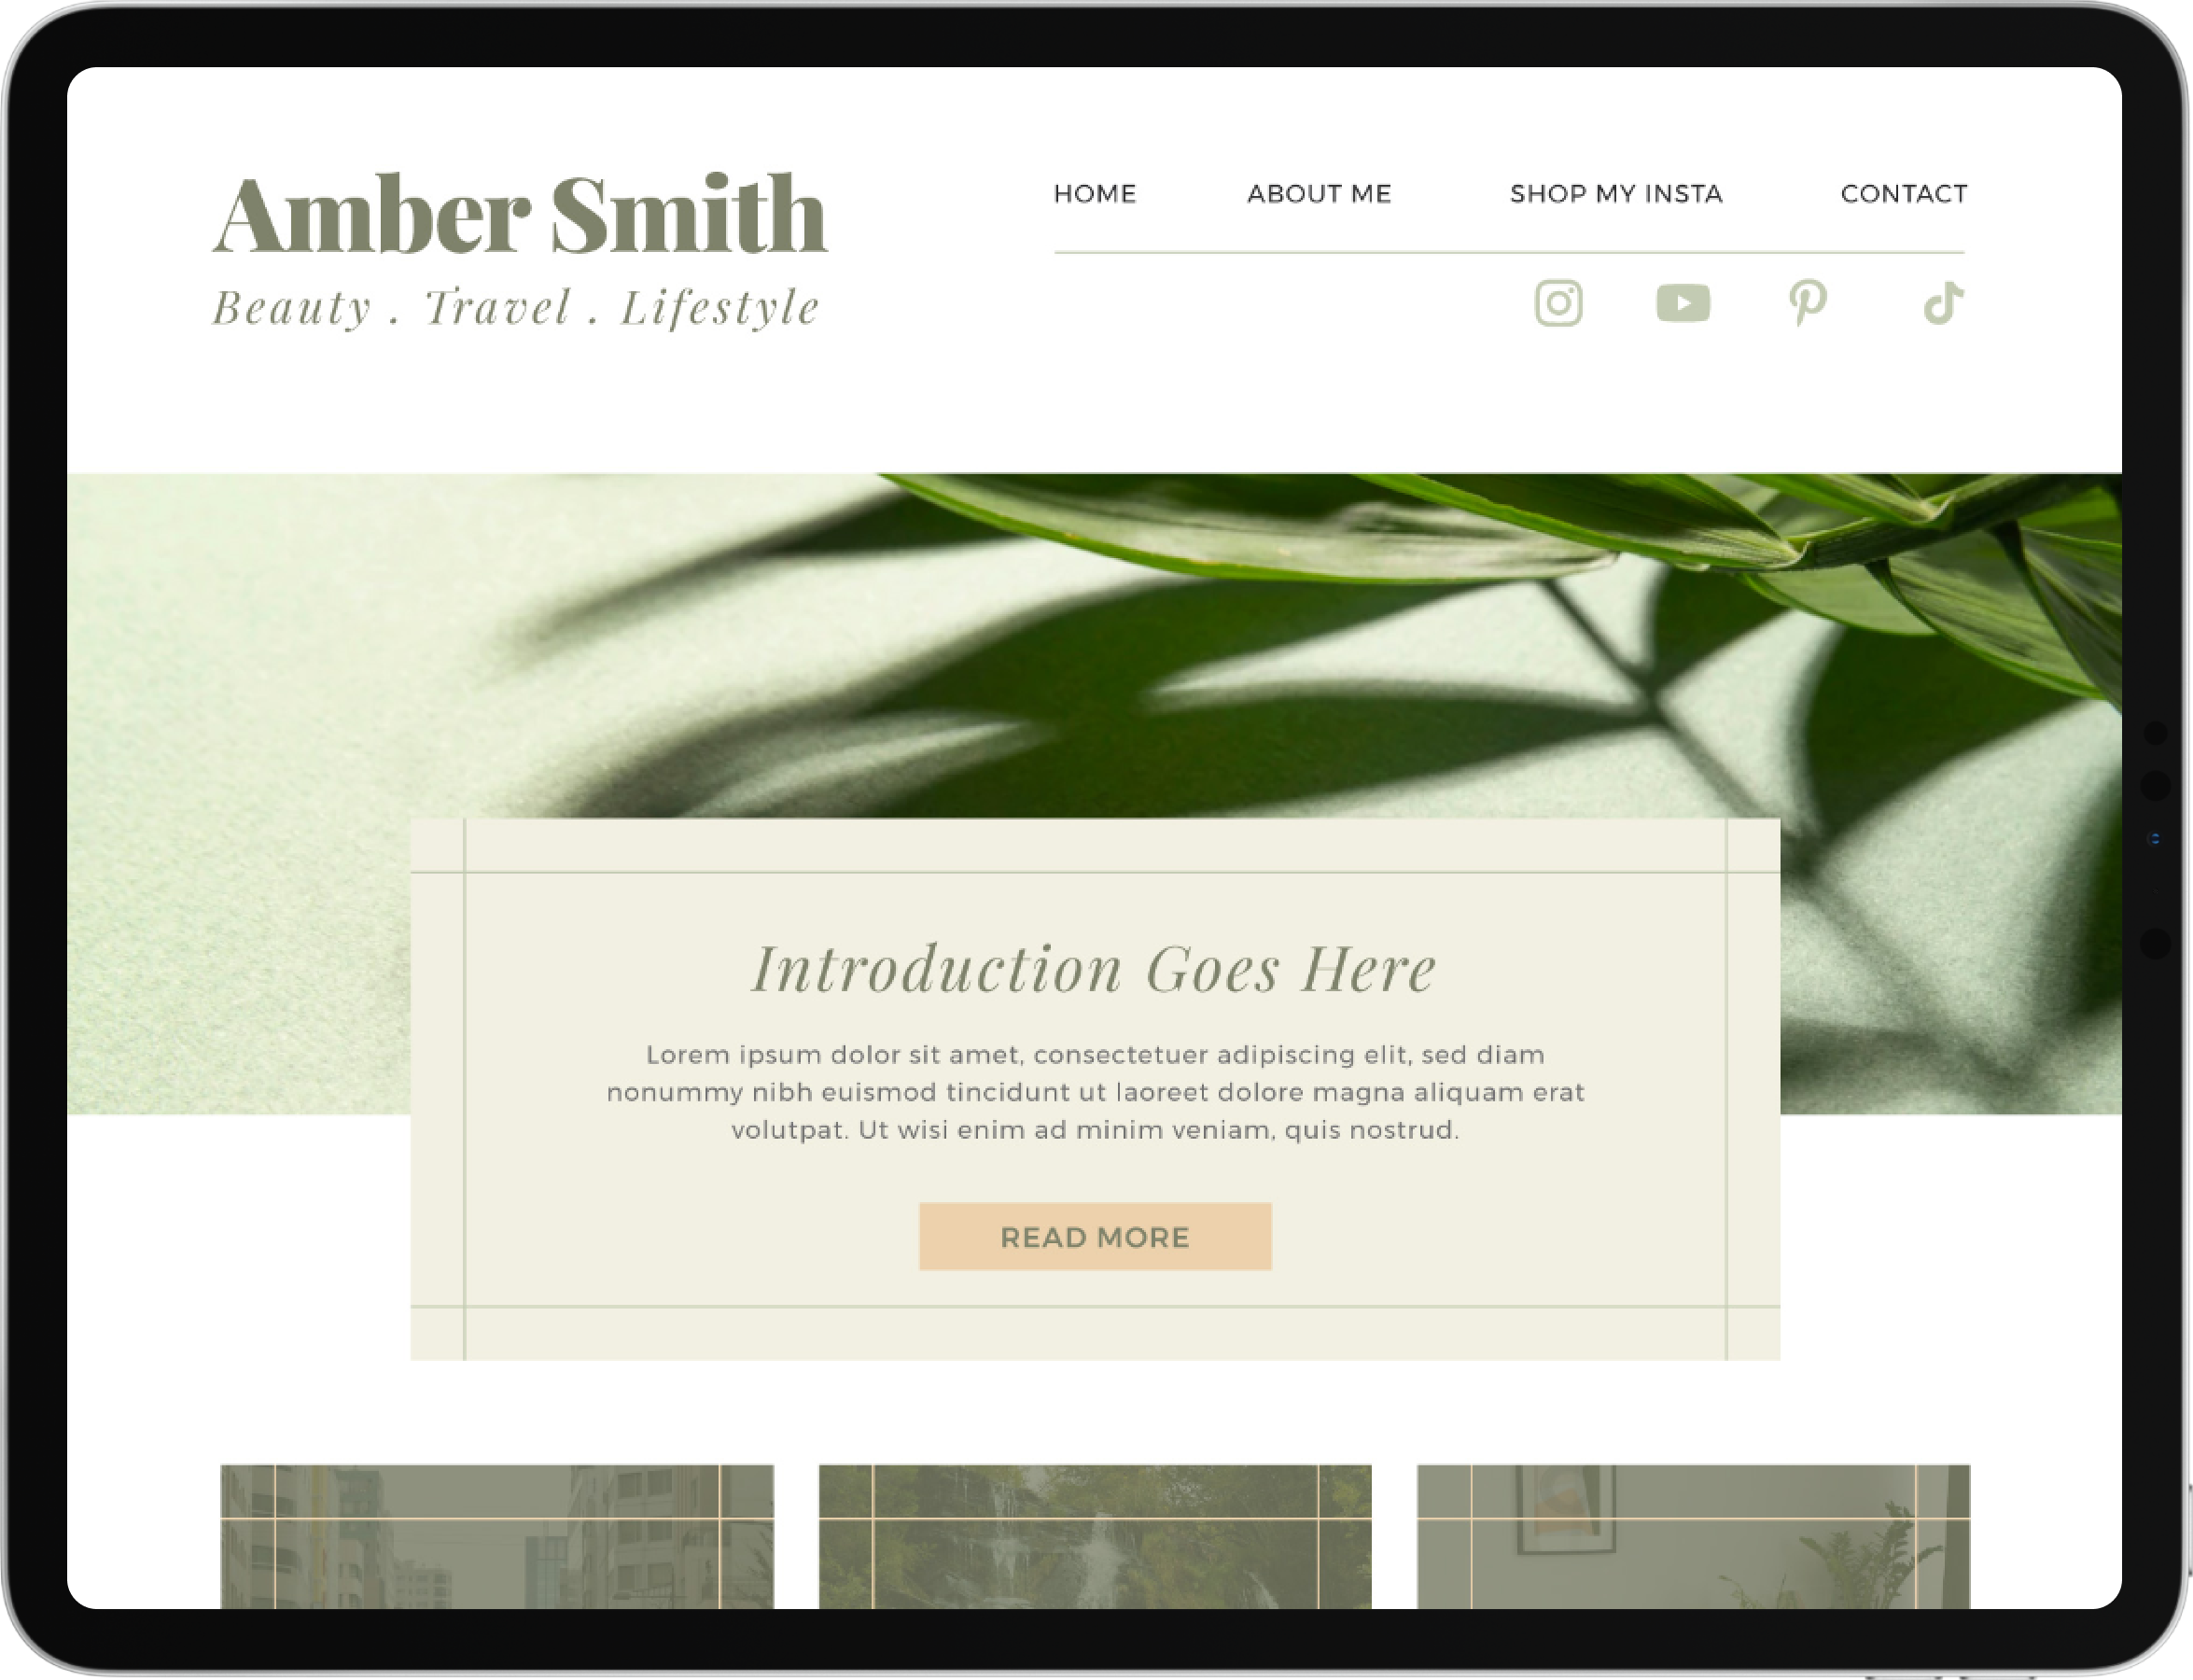 Amber Smith
Beauty . Travel . Lifestyle
HOME ABOUT ME SHOP MY INSTA CONTACT
Introduction Goes Here
Lorem ipsum dolor sit amet, consectetuer adipiscing elit, sed diam
nonummy nibh euismod tincidunt ut laoreet dolore magna aliquam erat
volutpat. Ut wisi enim ad minim veniam, quis nostrud.
READ MORE